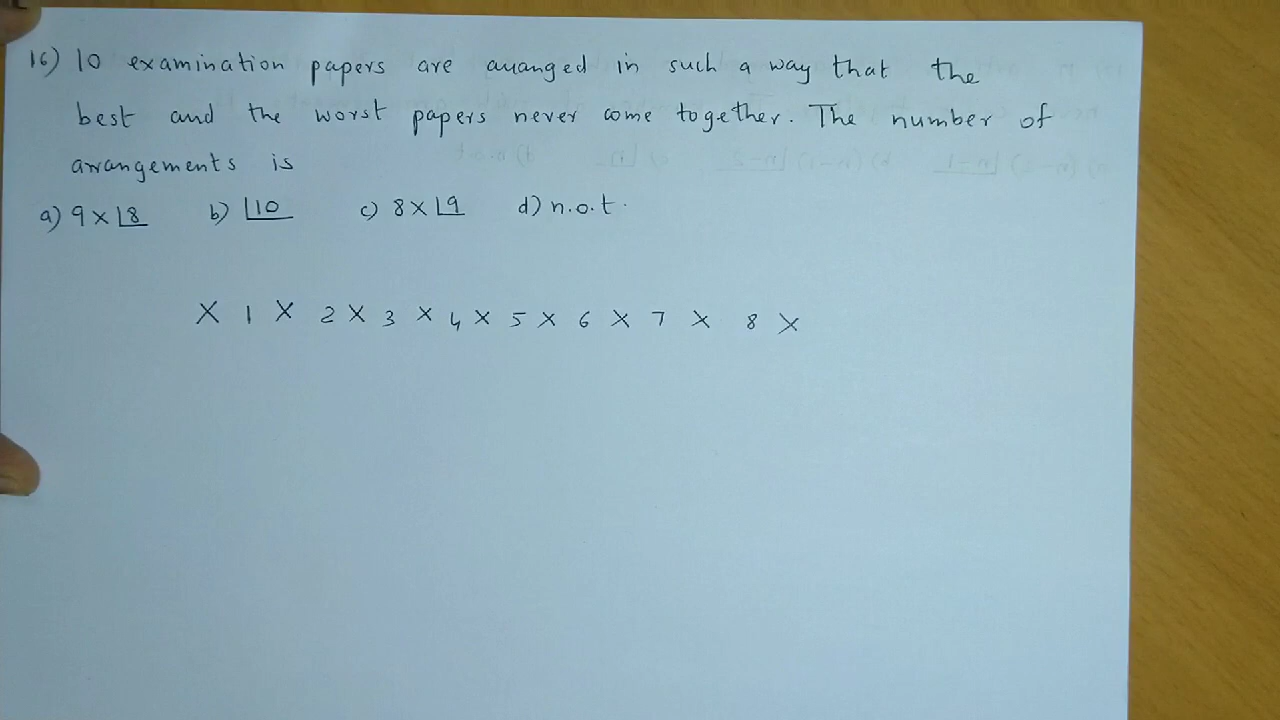 16) 10 examination papers are arranged in such a way that the
best and the worst papers never come together. The number of
arrangements is
a) 9 × |8 b) |10 c) 8 × |9 d) n.o.t.
× 1 × 2 × 3 × 4 × 5 × 6 × 7 × 8 ×